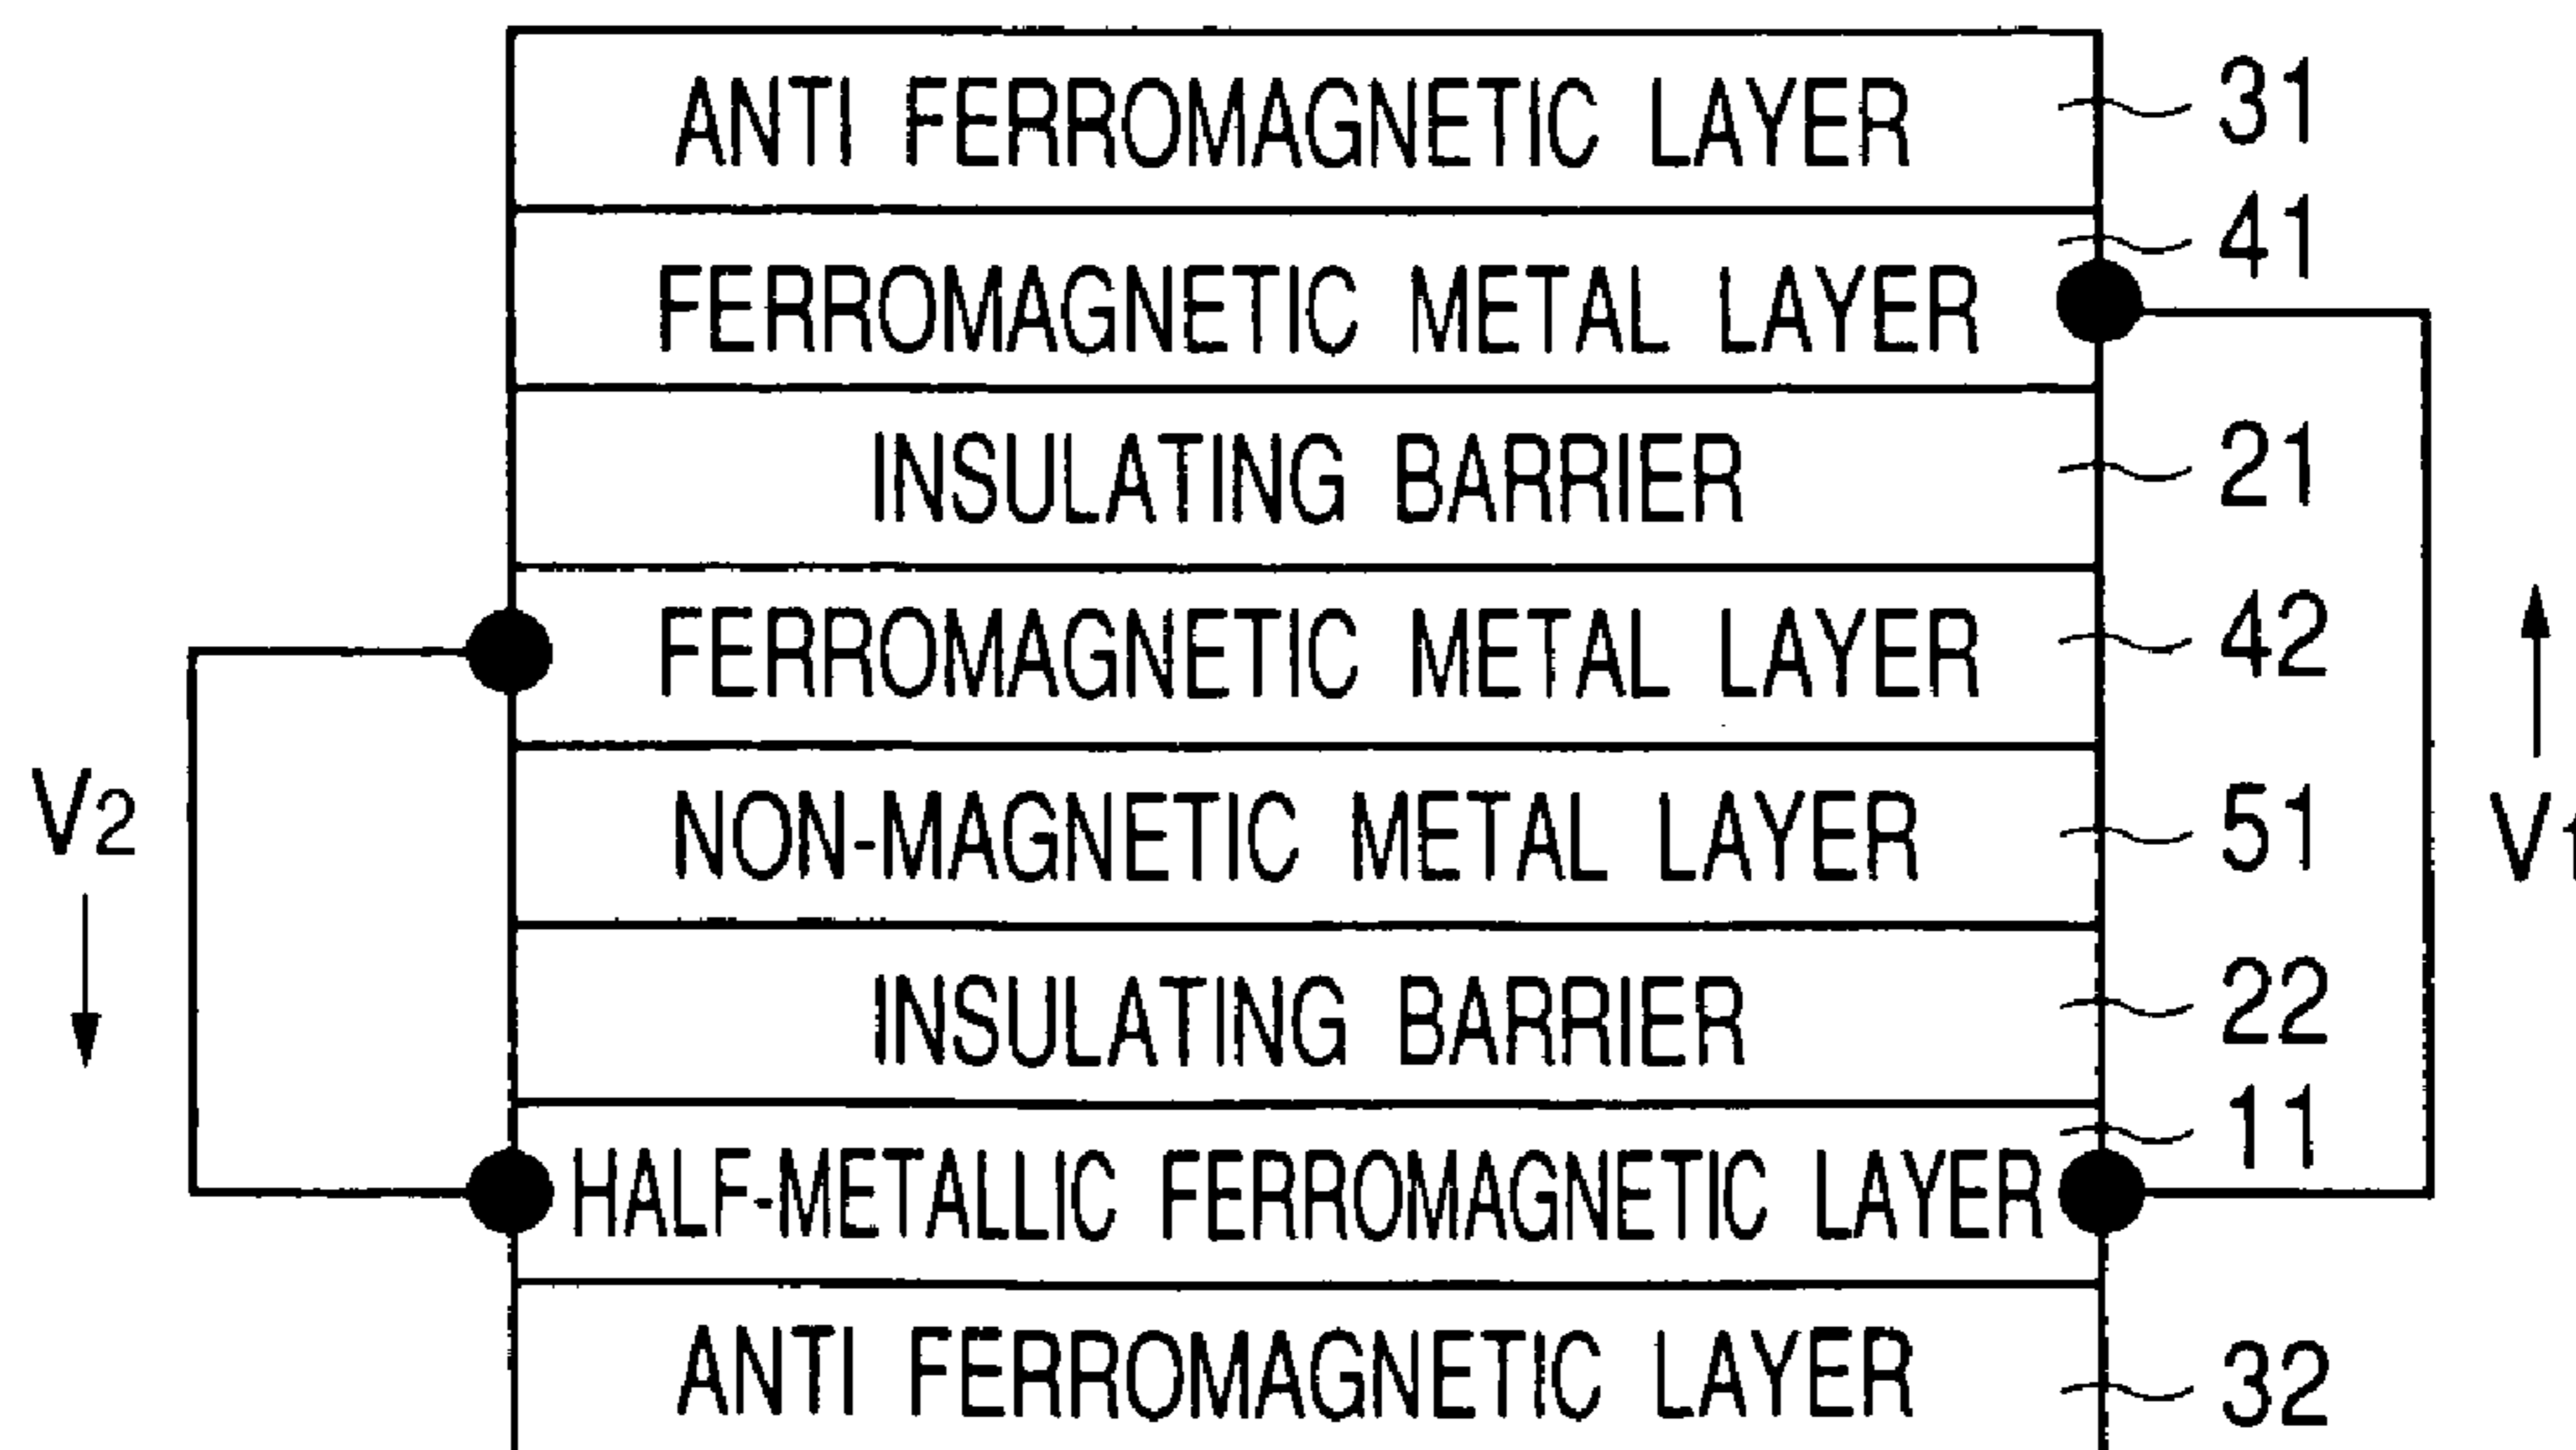 ANTI FERROMAGNETIC LAYER 31
41
FERROMAGNETIC METAL LAYER
INSULATING BARRIER 21
FERROMAGNETIC METAL LAYER 42
V2
NON-MAGNETIC METAL LAYER 51
V1
INSULATING BARRIER 22
11
HALF-METALLIC FERROMAGNETIC LAYER
ANTI FERROMAGNETIC LAYER 32